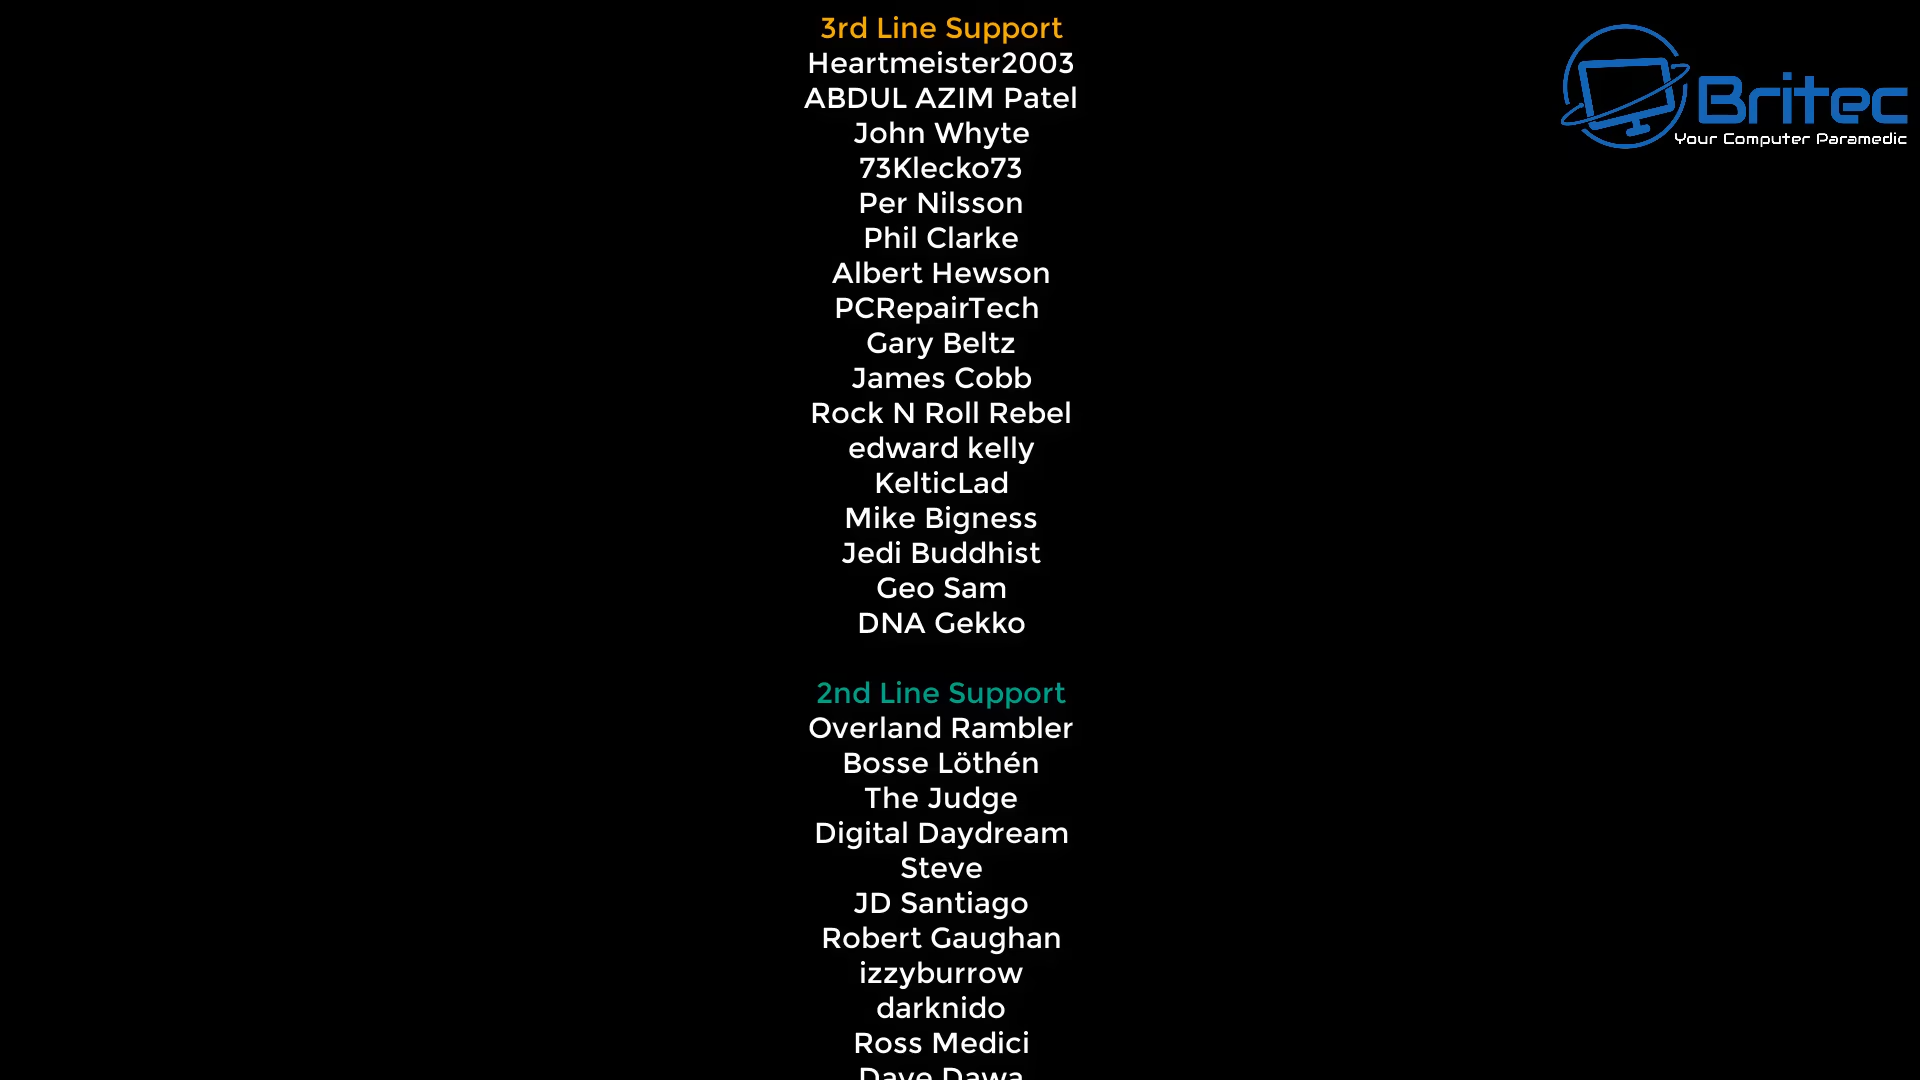 3rd Line Support
Heartmeister2003
ABDUL AZIM Patel
John Whyte
73Klecko73
Per Nilsson
Phil Clarke
Albert Hewson
PCRepairTech
Gary Beltz
James Cobb
Rock N Roll Rebel
edward kelly
KelticLad
Mike Bigness
Jedi Buddhist
Geo Sam
DNA Gekko
2nd Line Support
Overland Rambler
Bosse Löthén
The Judge
Digital Daydream
Steve
JD Santiago
Robert Gaughan
izzyburrow
darknido
Ross Medici
Dave Dawa
Britec
Your Computer Paramedic